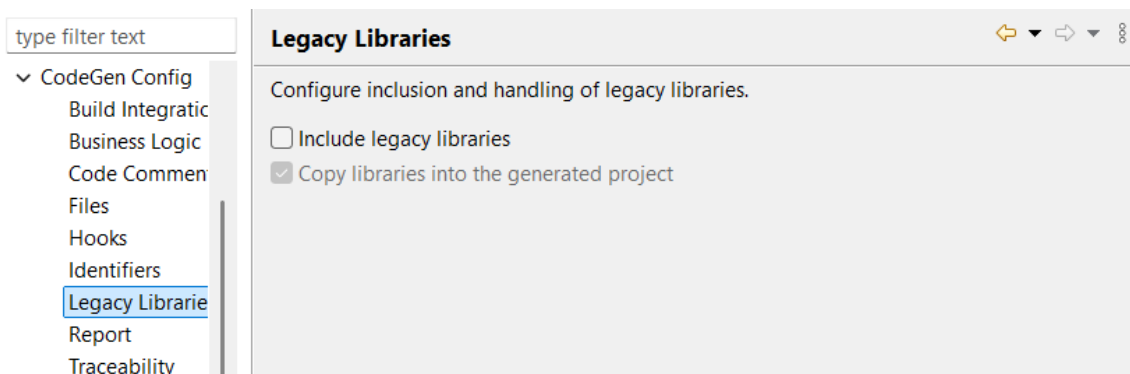 type filter text
CodeGen Config
Build Integratic
Business Logic
Code Commen
Files
Hooks
Identifiers
Legacy Librarie
Report
Traceability
Legacy Libraries
Configure inclusion and handling of legacy libraries.
Include legacy libraries
Copy libraries into the generated project